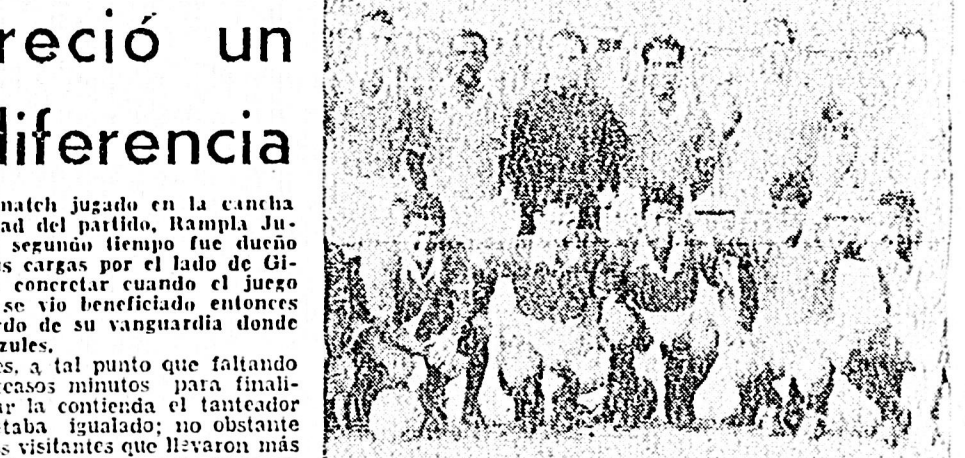 reció un
diferencia
match jugado en la cancha
ad del partido, Rampla Ju-
segundo tiempo fue dueño
s cargas por el lado de Gi-
concretar cuando el juego
se vio beneficiado entonces
rdo de su vanguardia donde
zules.
es, a tal punto que faltando
casos minutos para finali-
ar la contienda el tanteador
taba igualado; no obstante
s visitantes que llevaron más